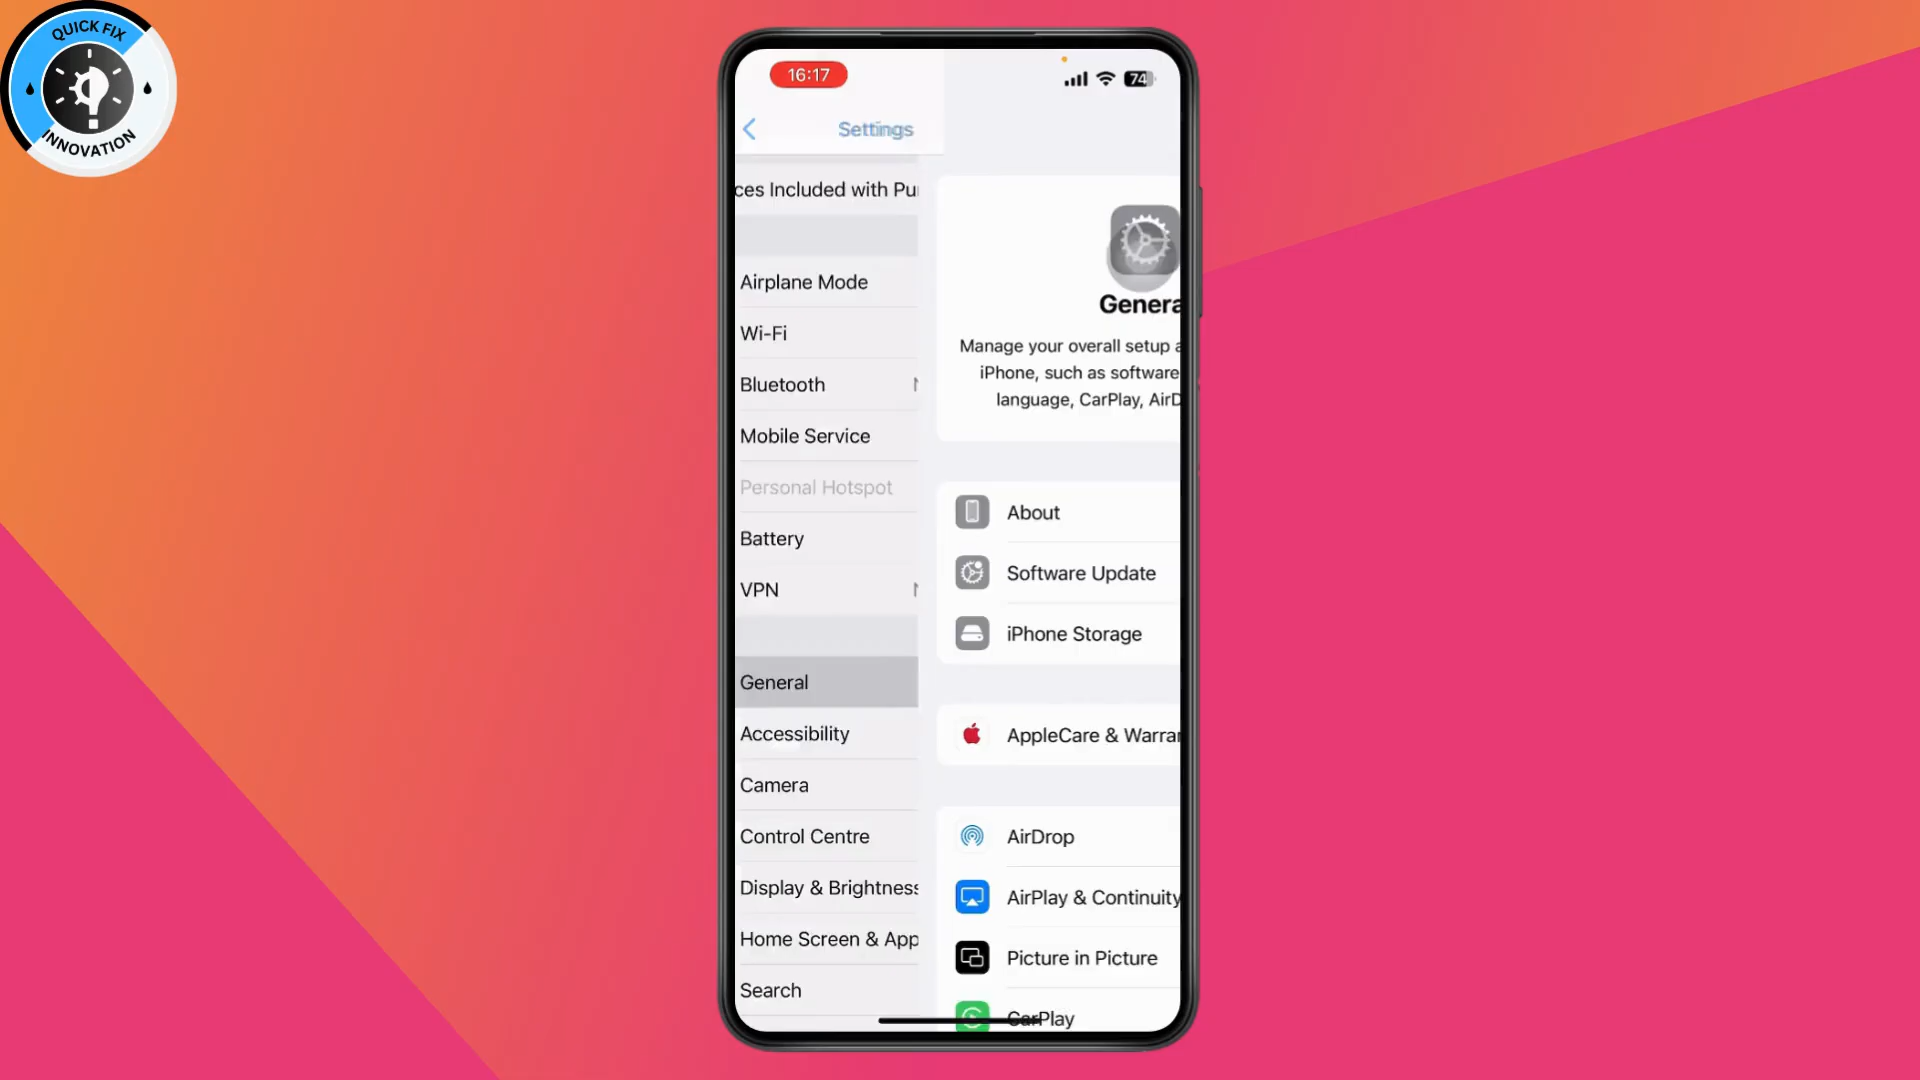 QUICK FIX
INNOVATION
16:17
74
Settings
ces Included with Pu
Airplane Mode
Wi-Fi
Bluetooth
Mobile Service
Personal Hotspot
Battery
VPN
General
Accessibility
Camera
Control Centre
Display & Brightness
Home Screen & App
Search
Genera
Manage your overall setup a
iPhone, such as software
language, CarPlay, AirD
About
Software Update
iPhone Storage
AppleCare & Warran
AirDrop
AirPlay & Continuity
Picture in Picture
CarPlay